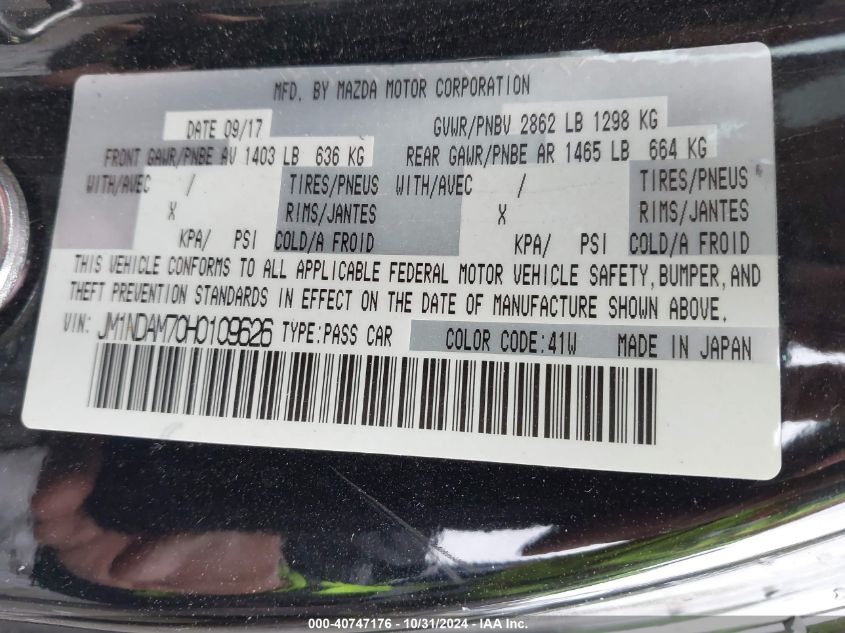 MFD. BY MAZDA MOTOR CORPORATION
DATE 09/17 GVWR/PNBV 2862 LB 1298 KG
FRONT GAWR/PNBE AV 1403 LB 636 KG REAR GAWR/PNBE AR 1465 LB 664 KG
WITH/AVEC / TIRES/PNEUS WITH/AVEC / TIRES/PNEUS
X RIMS/JANTES X RIMS/JANTES
KPA/ PSI COLD/A FROID KPA/ PSI COLD/A FROID
THIS VEHICLE CONFORMS TO ALL APPLICABLE FEDERAL MOTOR VEHICLE SAFETY, BUMPER, AND
THEFT PREVENTION STANDARDS IN EFFECT ON THE DATE OF MANUFACTURE SHOWN ABOVE.
VIN: JM1NDAM70H0109626 TYPE:PASS CAR COLOR CODE:41W MADE IN JAPAN
000-40747176 - 10/31/2024 - IAA Inc.